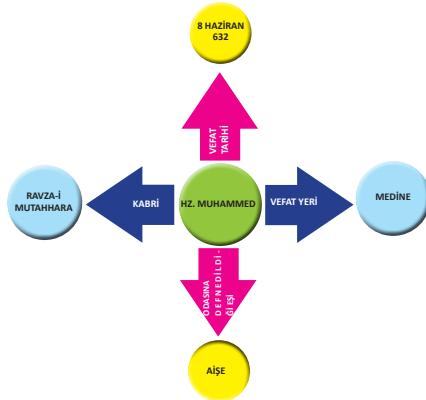 8 HAZİRAN
632
VEFAT
TARİHİ
RAVZA-İ
MUTAHHARA
KABRİ
HZ. MUHAMMED
VEFAT YERİ
MEDİNE
ODASINA
DEFNEDİLDİ-
Ğİ EŞİ
AİŞE